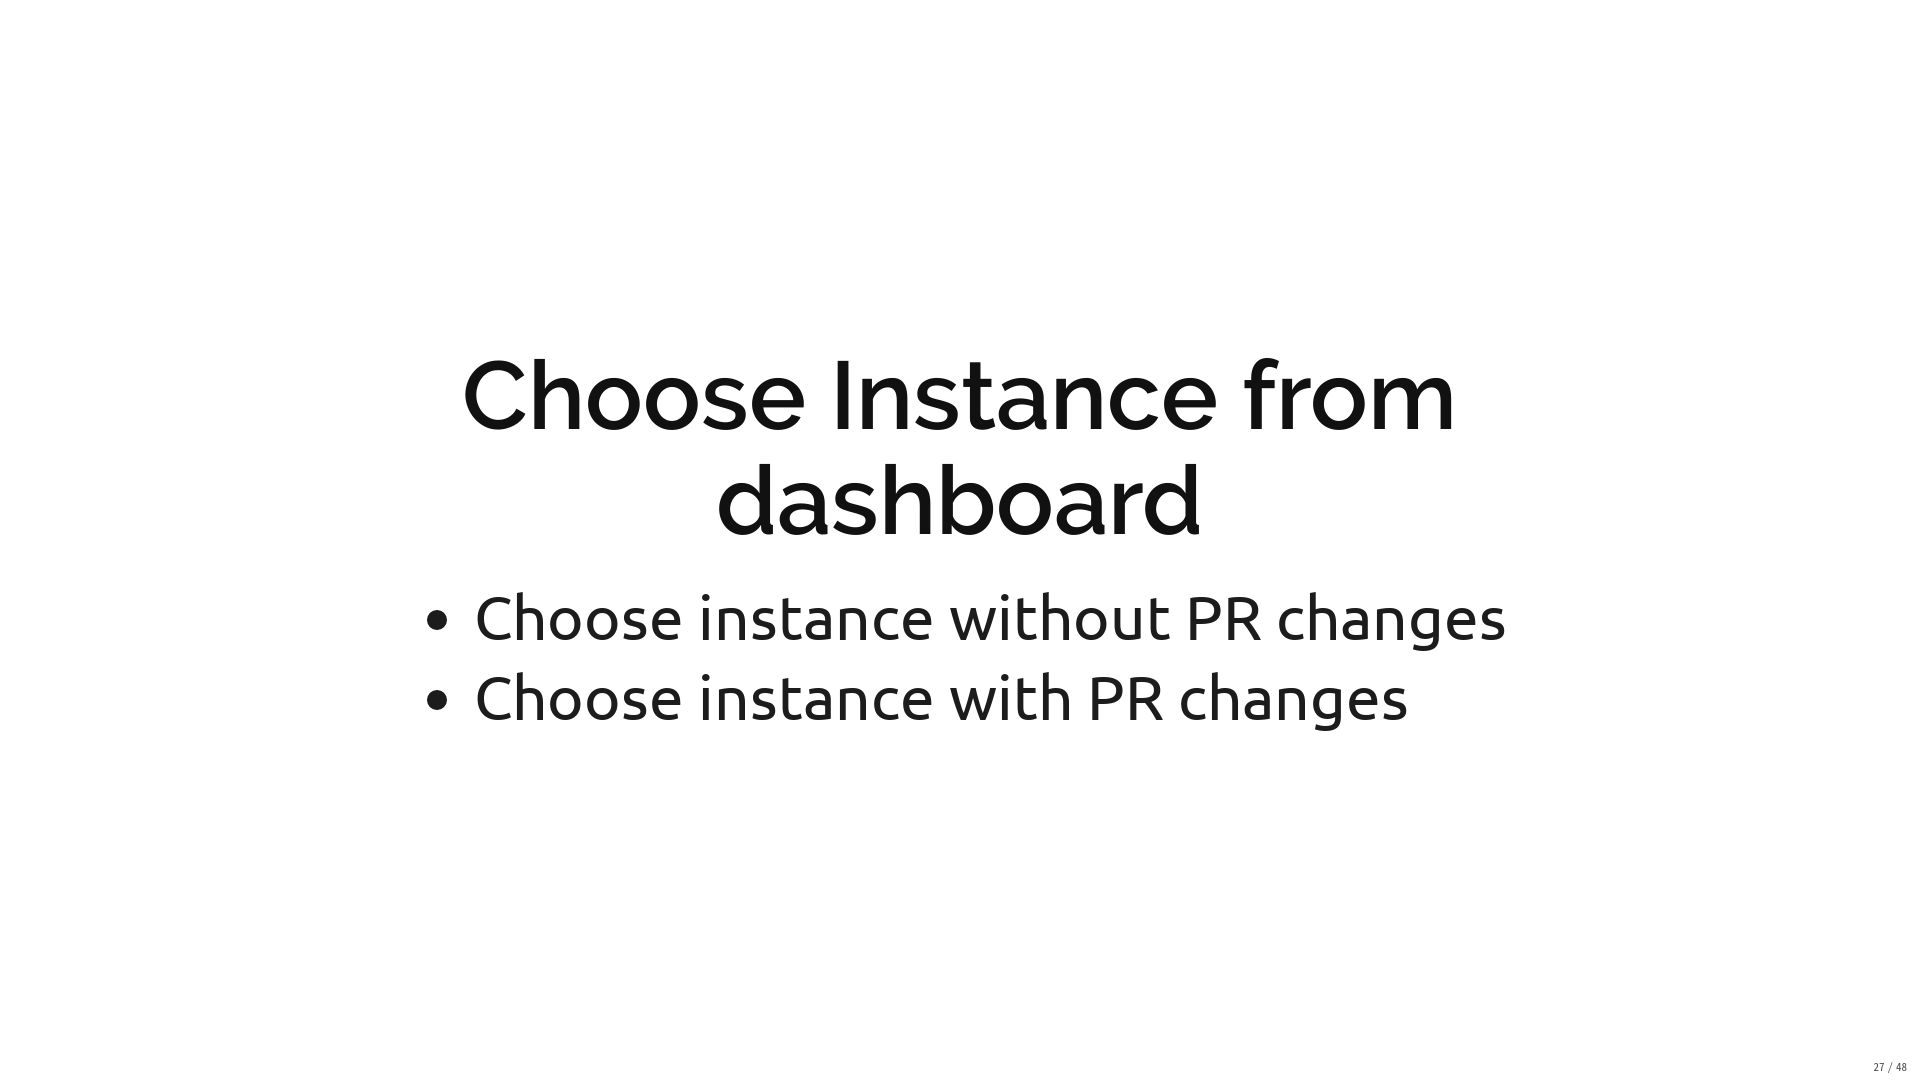 Choose Instance from
dashboard
• Choose instance without PR changes
• Choose instance with PR changes
27 / 48